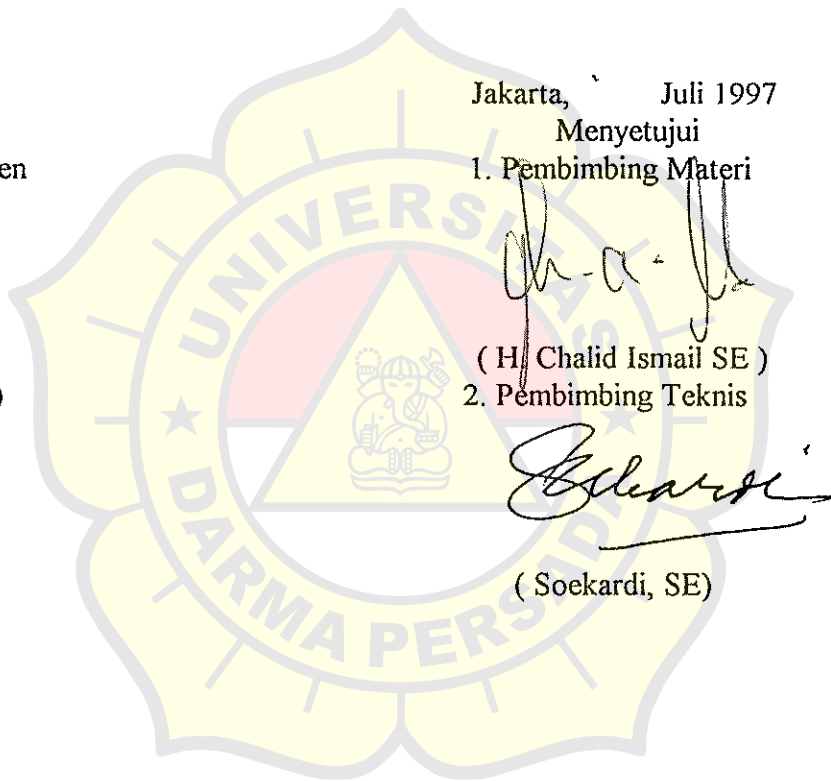 Jakarta, Juli 1997
Menyetujui
en
1. Pembimbing Materi
( H. Chalid Ismail SE )
)
2. Pembimbing Teknis
Soekardi
( Soekardi, SE)
UNIVERSITAS
DARMA PERSADA